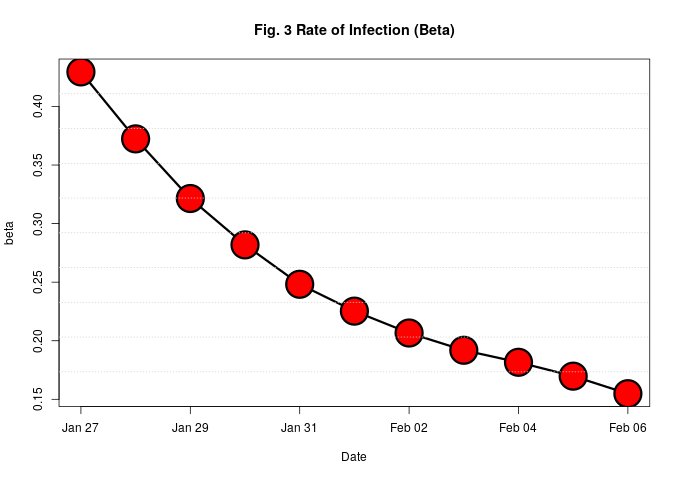 Fig. 3 Rate of Infection (Beta)
0.40
0.35
0.30
0.25
0.20
0.15
beta
Jan 27 Jan 29 Jan 31 Feb 02 Feb 04 Feb 06
Date